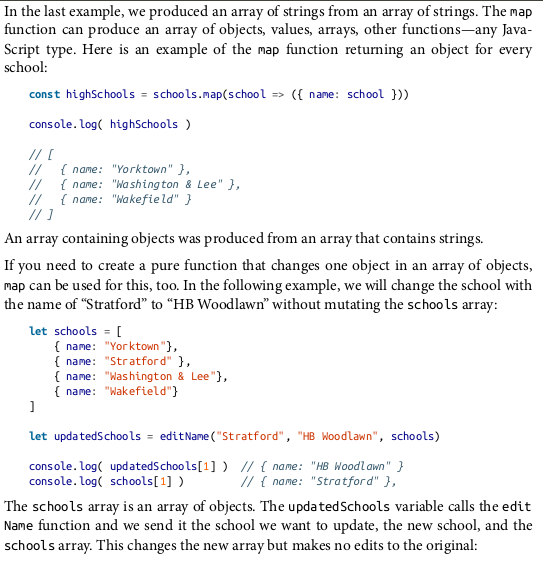 In the last example, we produced an array of strings from an array of strings. The map
function can produce an array of objects, values, arrays, other functions—any Java-
Script type. Here is an example of the map function returning an object for every
school:
const highSchools = schools.map(school => ({ name: school }))
console.log( highSchools )
// [
//   { name: "Yorktown" },
//   { name: "Washington & Lee" },
//   { name: "Wakefield" }
// ]
An array containing objects was produced from an array that contains strings.
If you need to create a pure function that changes one object in an array of objects,
map can be used for this, too. In the following example, we will change the school with
the name of “Stratford” to “HB Woodlawn” without mutating the schools array:
let schools = [
    { name: "Yorktown"},
    { name: "Stratford" },
    { name: "Washington & Lee"},
    { name: "Wakefield"}
]
let updatedSchools = editName("Stratford", "HB Woodlawn", schools)
console.log( updatedSchools[1] )  // { name: "HB Woodlawn" }
console.log( schools[1] )         // { name: "Stratford" },
The schools array is an array of objects. The updatedSchools variable calls the edit
Name function and we send it the school we want to update, the new school, and the
schools array. This changes the new array but makes no edits to the original: